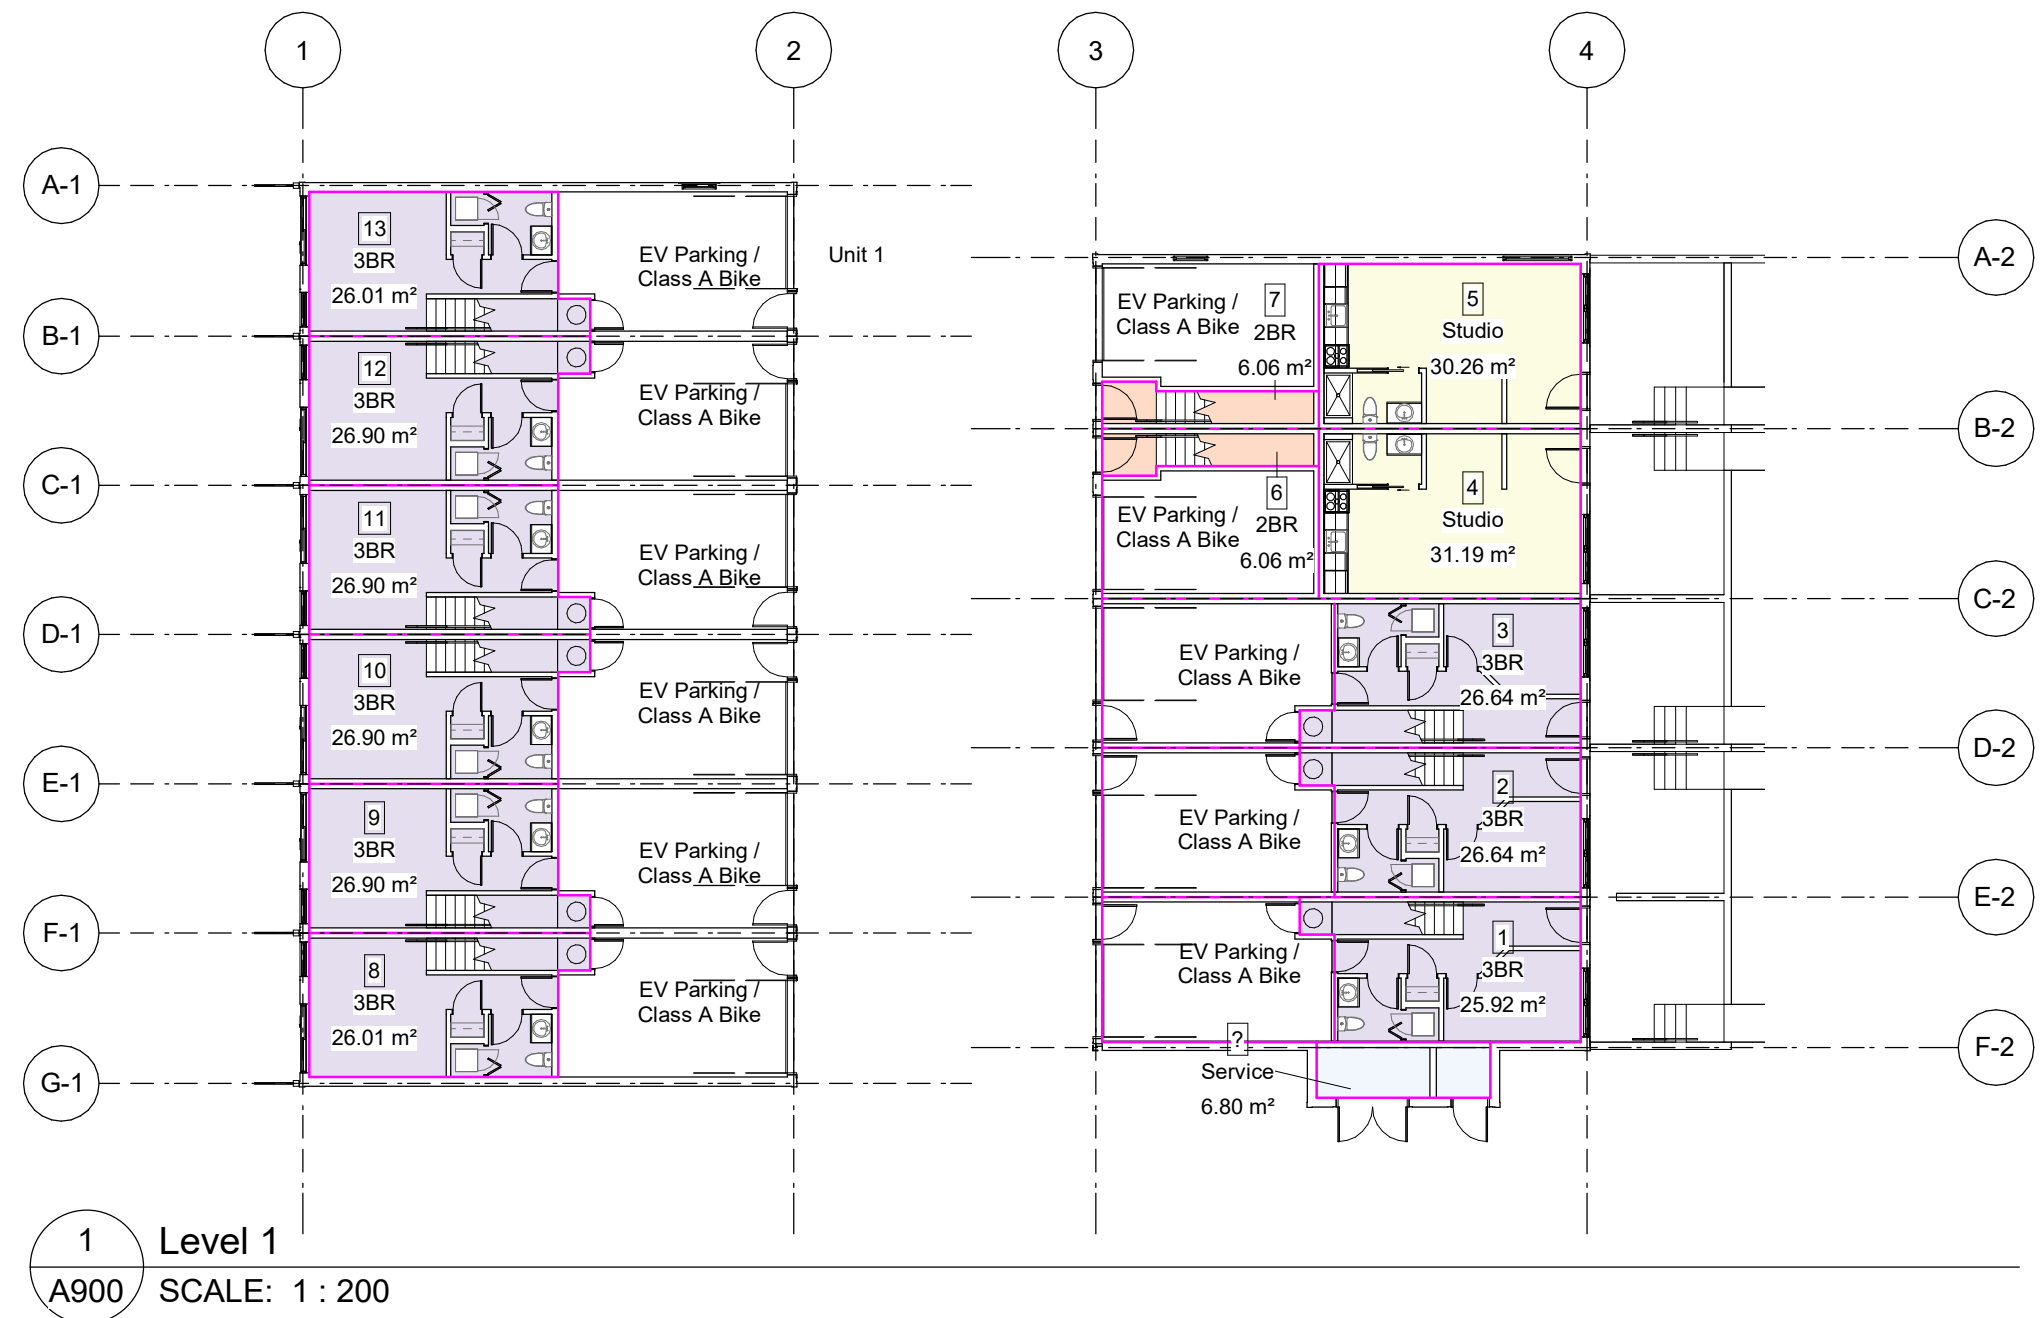 1
2
3
4
A-1
B-1
C-1
D-1
E-1
F-1
G-1
A-2
B-2
C-2
D-2
E-2
F-2
13
3BR
26.01 m²
EV Parking /
Class A Bike
Unit 1
12
3BR
26.90 m²
EV Parking /
Class A Bike
11
3BR
26.90 m²
EV Parking /
Class A Bike
10
3BR
26.90 m²
EV Parking /
Class A Bike
9
3BR
26.90 m²
EV Parking /
Class A Bike
8
3BR
26.01 m²
EV Parking /
Class A Bike
EV Parking /
Class A Bike
7
2BR
6.06 m²
5
Studio
30.26 m²
EV Parking /
Class A Bike
6
2BR
6.06 m²
4
Studio
31.19 m²
EV Parking /
Class A Bike
3
3BR
26.64 m²
EV Parking /
Class A Bike
2
3BR
26.64 m²
EV Parking /
Class A Bike
1
3BR
25.92 m²
?
Service
6.80 m²
1
A900
Level 1
SCALE: 1 : 200